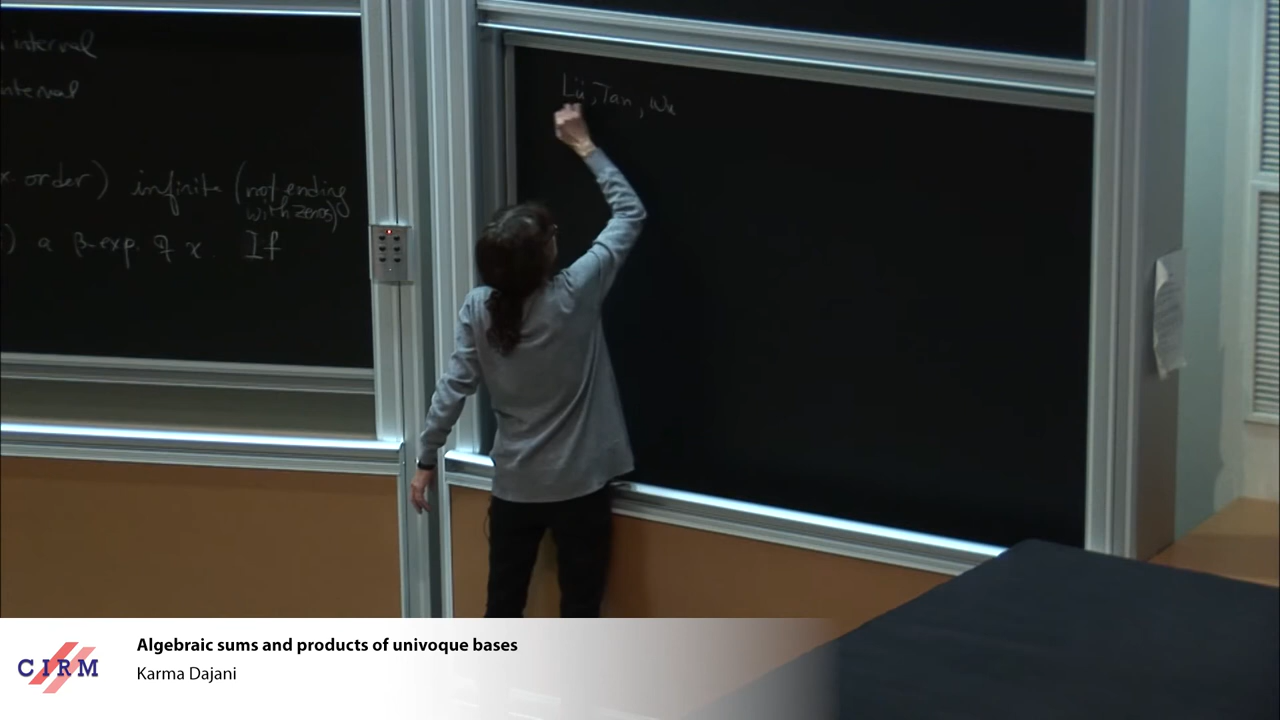 interval
interval
x. order) infinite (not ending
with zeros)
) a β-exp. of x. If
Lü, Tan, Wu
CIRM
Algebraic sums and products of univoque bases
Karma Dajani